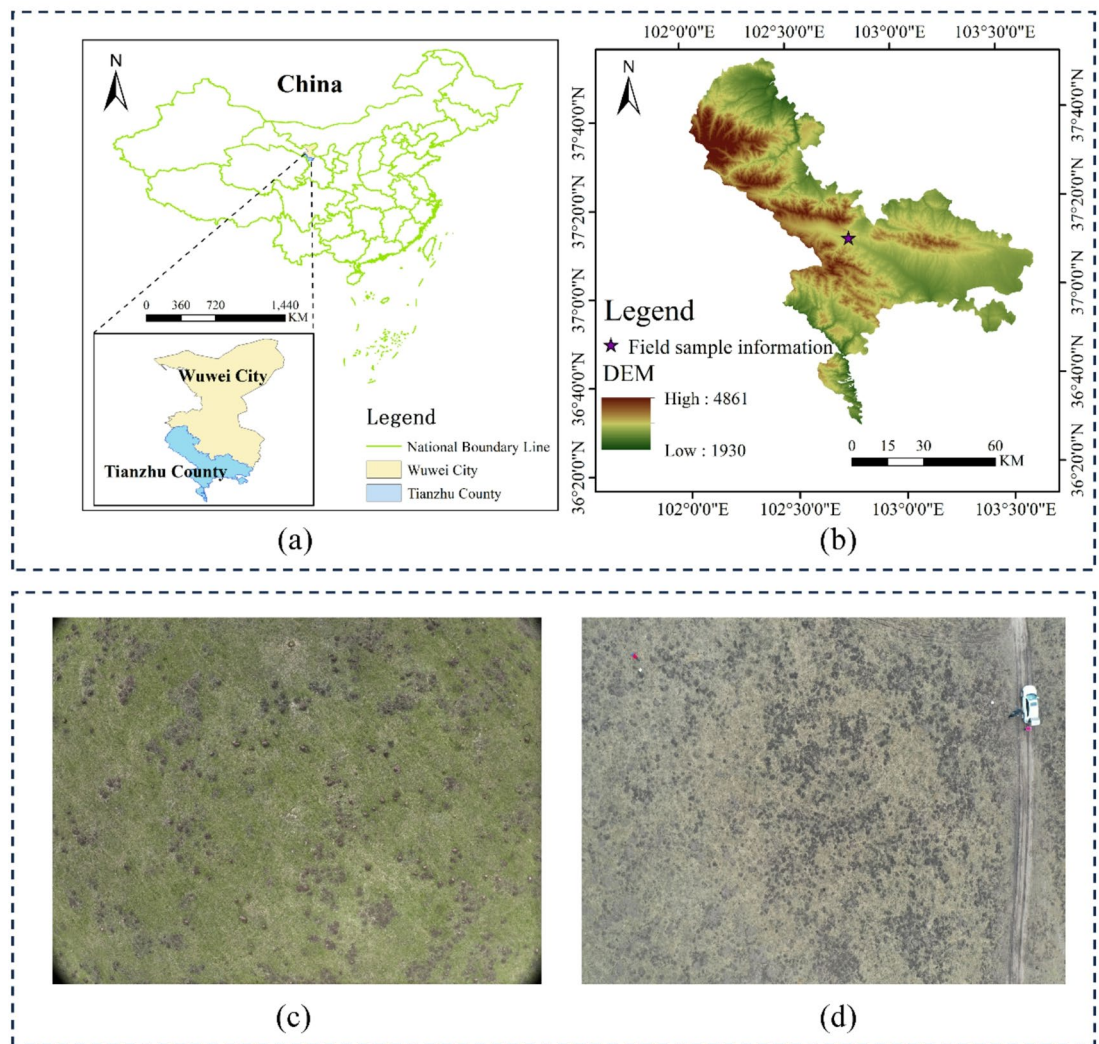 N
China
0 360 720 1,440
KM
Wuwei City
Tianzhu County
Legend
National Boundary Line
Wuwei City
Tianzhu County
(a)
102°0'0"E 102°30'0"E 103°0'0"E 103°30'0"E
N
37°40'0"N
37°20'0"N
37°0'0"N
36°40'0"N
36°20'0"N
37°40'0"N
37°20'0"N
37°0'0"N
36°40'0"N
36°20'0"N
Legend
Field sample information
DEM
High : 4861
Low : 1930
0 15 30 60
KM
102°0'0"E 102°30'0"E 103°0'0"E 103°30'0"E
(b)
(c)
(d)